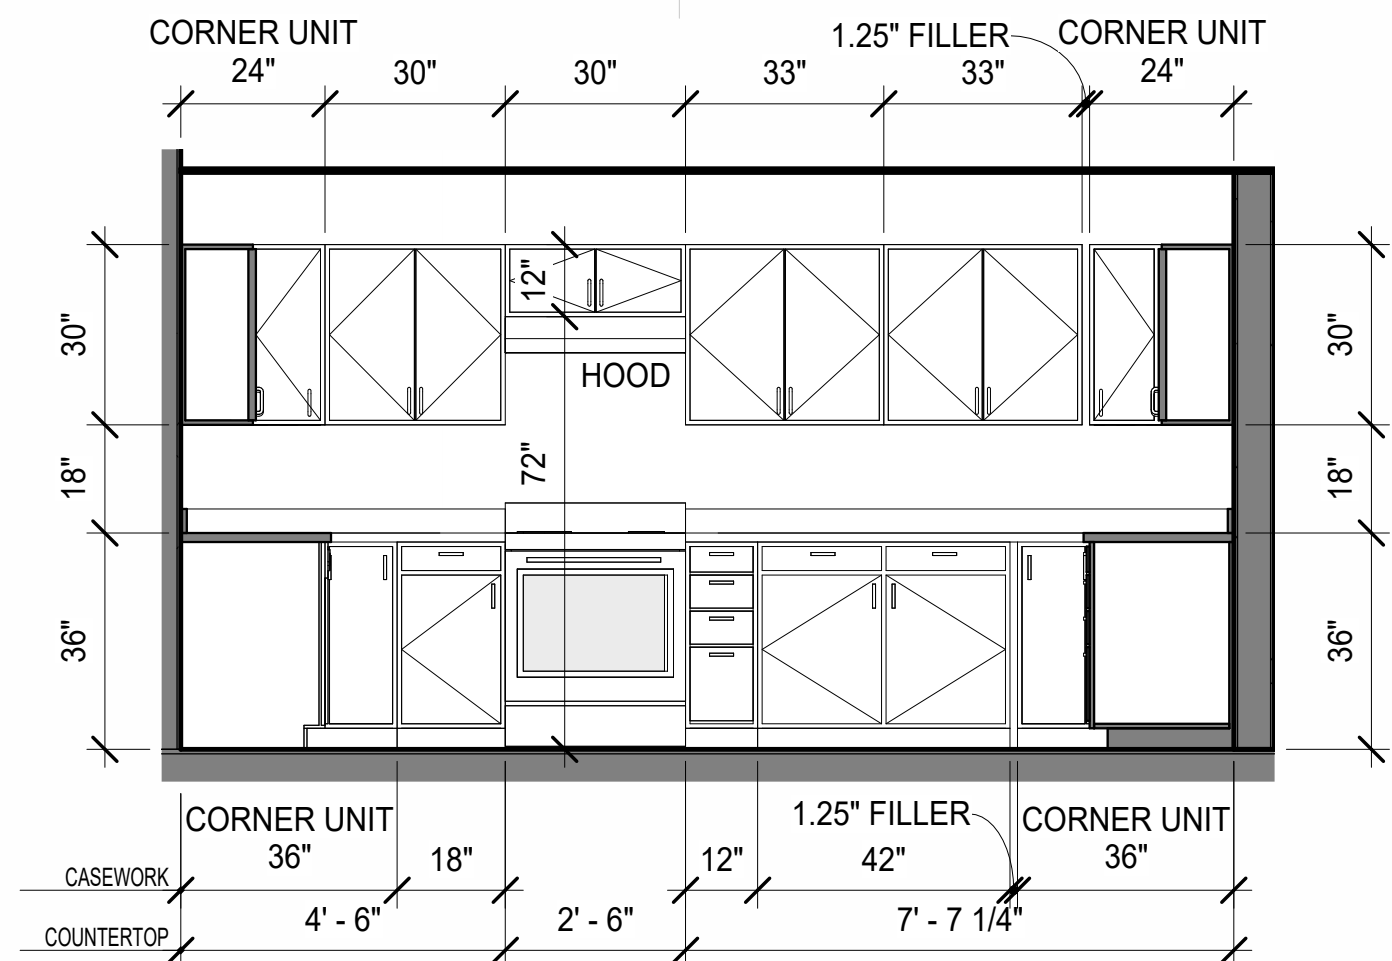 CORNER UNIT
1.25" FILLER
CORNER UNIT
24"
30"
30"
33"
33"
24"
30"
12"
30"
HOOD
18"
72"
18"
36"
36"
CORNER UNIT
1.25" FILLER
CORNER UNIT
36"
18"
12"
42"
36"
CASEWORK
4' - 6"
2' - 6"
7' - 7 1/4"
COUNTERTOP